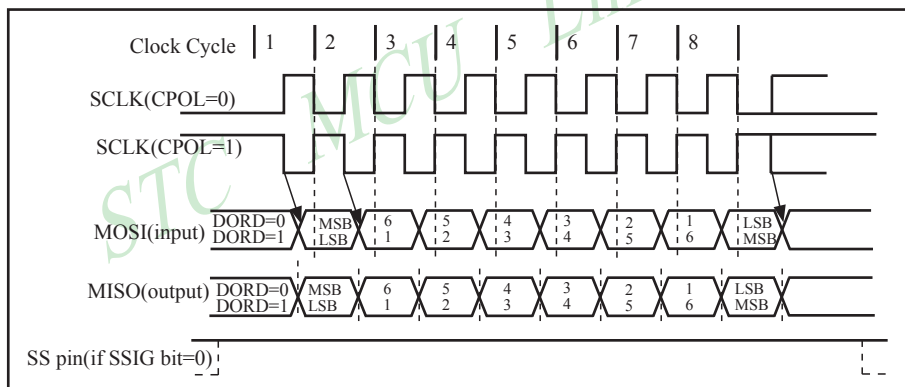 STC MCU Lim
Clock Cycle 1 2 3 4 5 6 7 8
SCLK(CPOL=0)
SCLK(CPOL=1)
MOSI(input) DORD=0 MSB 6 5 4 3 2 1 LSB
DORD=1 LSB 1 2 3 4 5 6 MSB
MISO(output) DORD=0 MSB 6 5 4 3 2 1 LSB
DORD=1 LSB 1 2 3 4 5 6 MSB
SS pin(if SSIG bit=0)